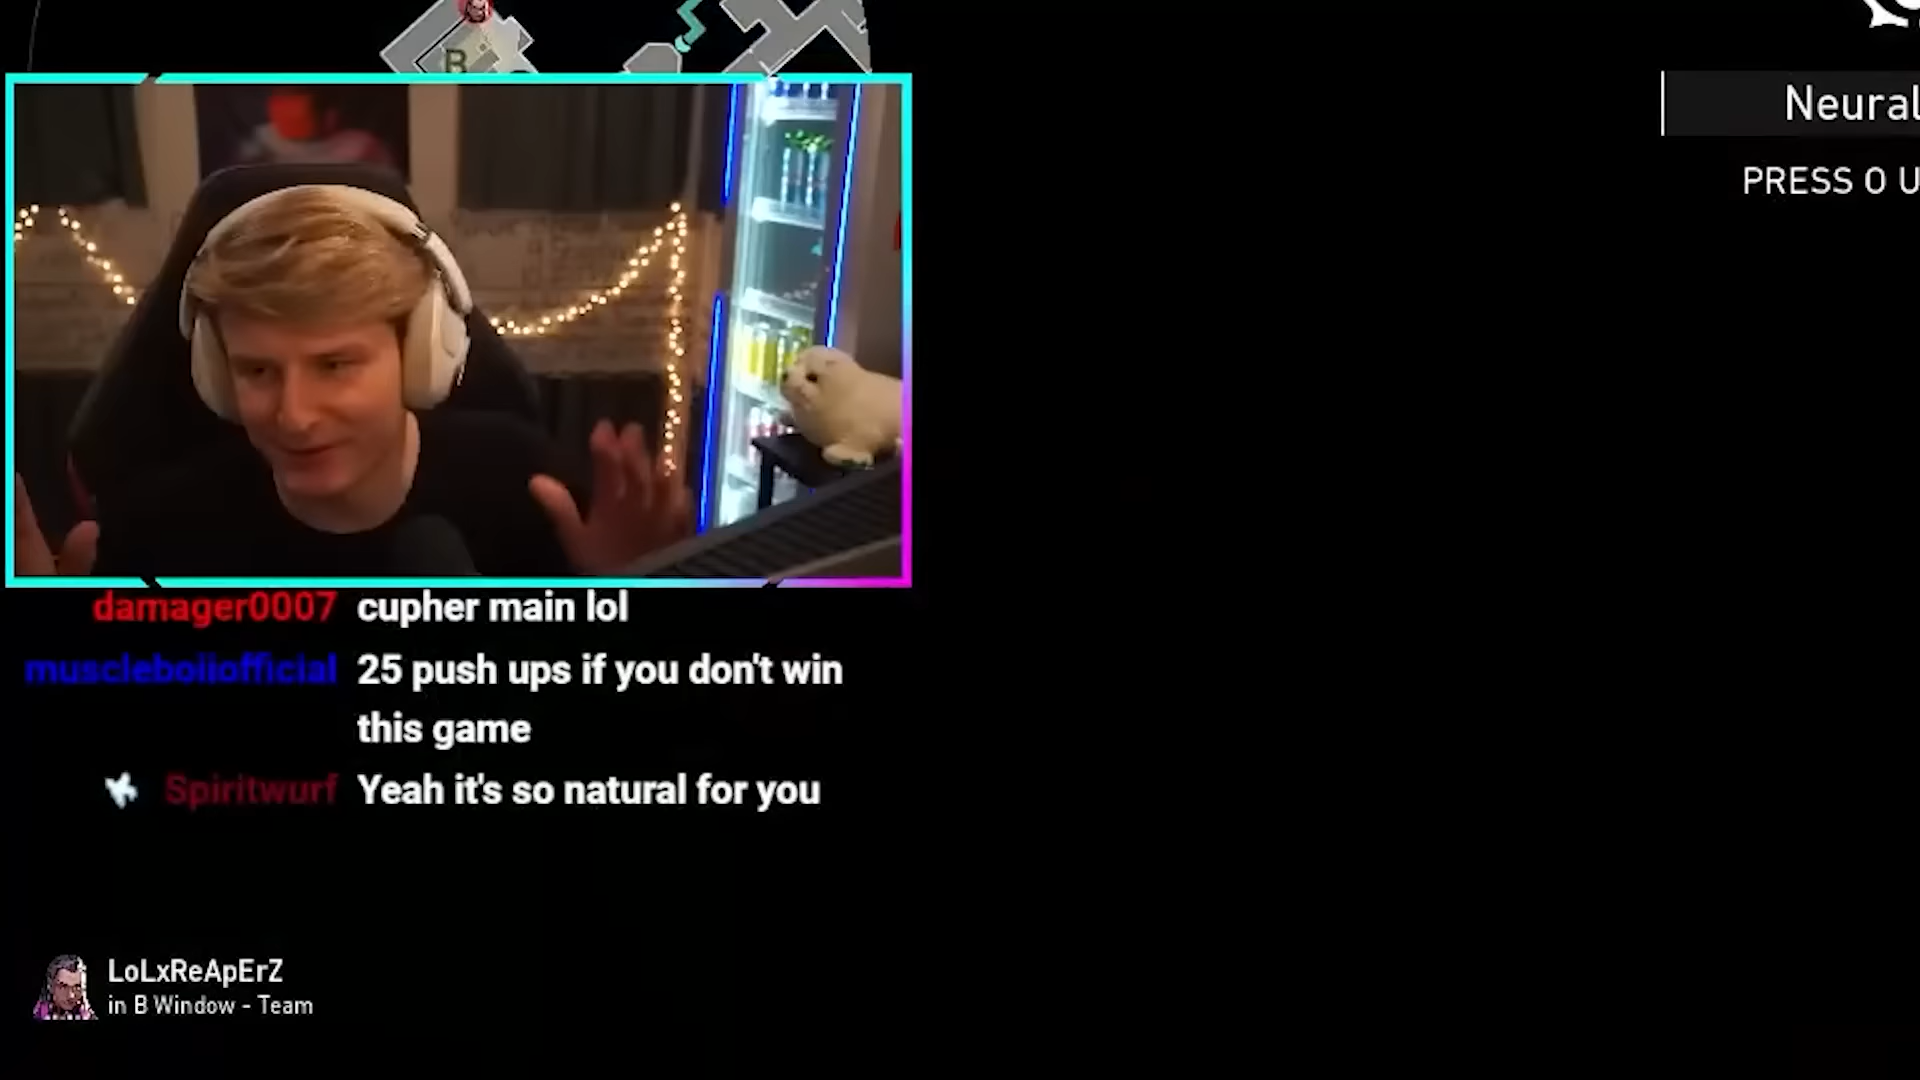 B
Neural
PRESS O U
damager0007 cupher main lol
muscleboiiofficial 25 push ups if you don't win
this game
Spiritwurf Yeah it's so natural for you
LoLxReApErZ
in B Window - Team